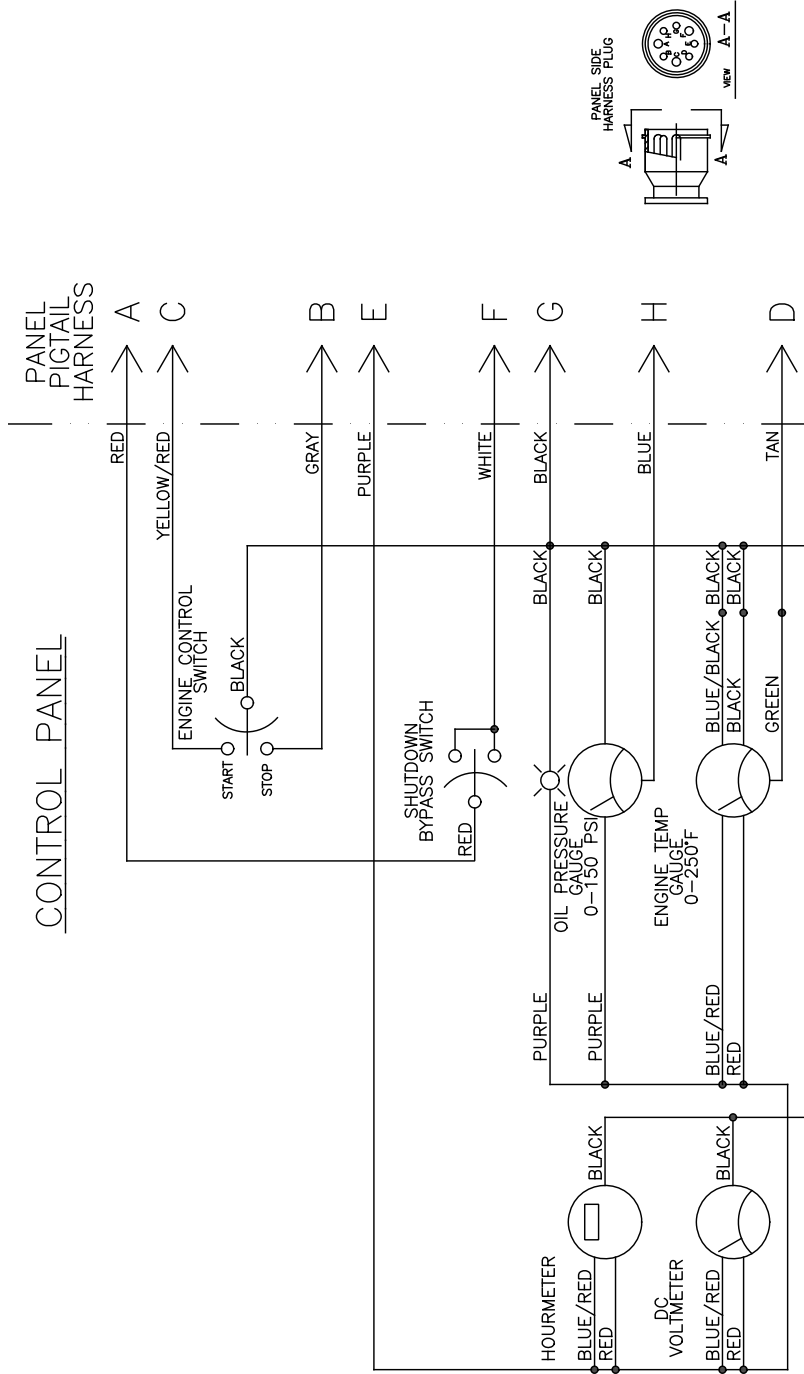 CONTROL PANEL
PANEL
PIGTAIL
HARNESS
A
C
B
E
F
G
H
D
RED
YELLOW/RED
GRAY
PURPLE
WHITE
BLACK
BLUE
TAN
ENGINE CONTROL
SWITCH
START
STOP
BLACK
SHUTDOWN
BYPASS SWITCH
RED
OIL PRESSURE
GAUGE
0-150 PSI
PURPLE
PURPLE
BLACK
BLACK
ENGINE TEMP
GAUGE
0-250°F
BLUE/RED
RED
BLUE/BLACK
BLACK
BLACK
BLACK
GREEN
HOURMETER
BLUE/RED
RED
BLACK
DC
VOLTMETER
BLUE/RED
RED
BLACK
PANEL SIDE
HARNESS PLUG
A
A
A
B
C
D
E
F
G
H
VIEW A-A